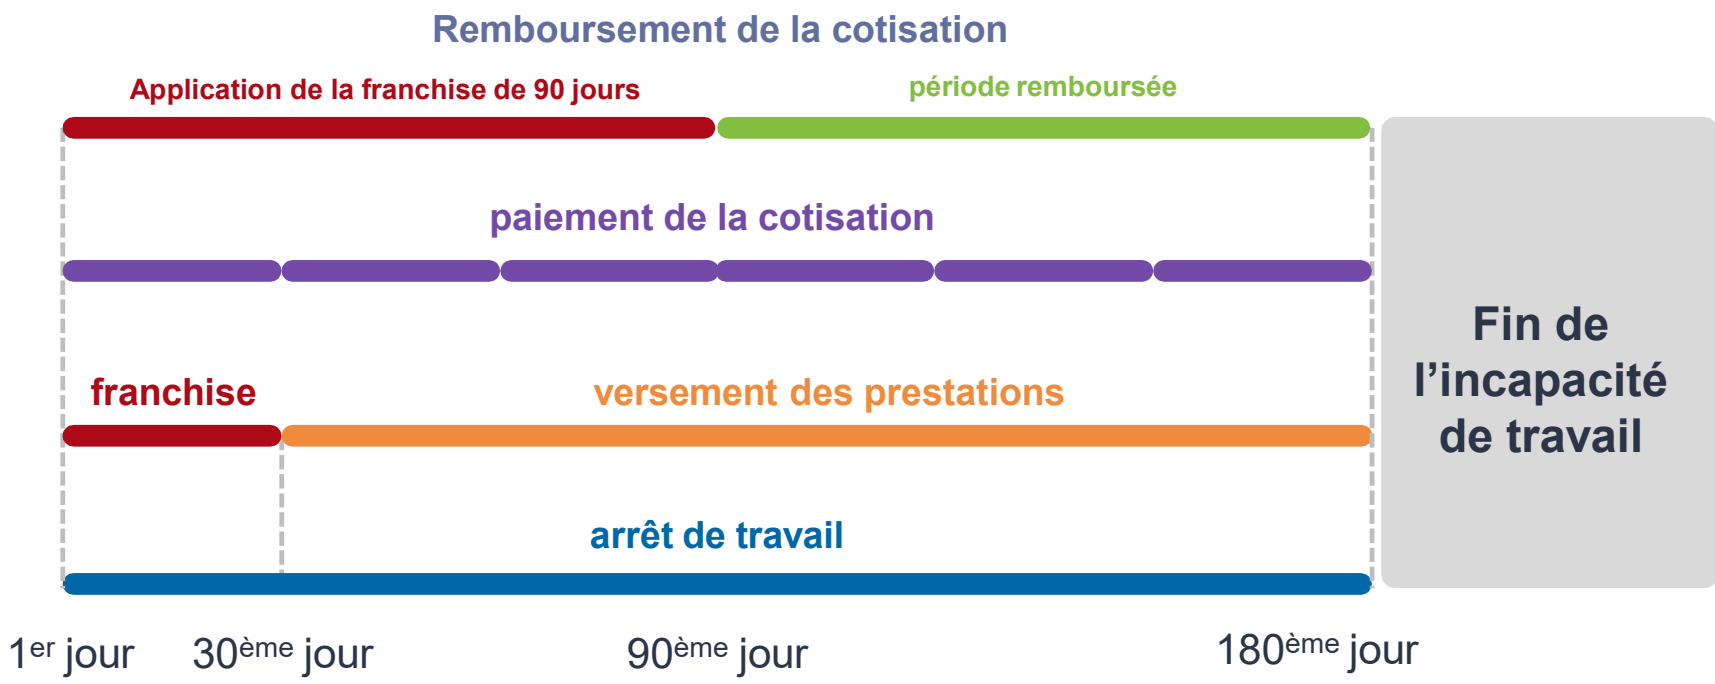 Remboursement de la cotisation
Application de la franchise de 90 jours
période remboursée
paiement de la cotisation
franchise
versement des prestations
Fin de
l’incapacité
de travail
arrêt de travail
1er jour
30ème jour
90ème jour
180ème jour